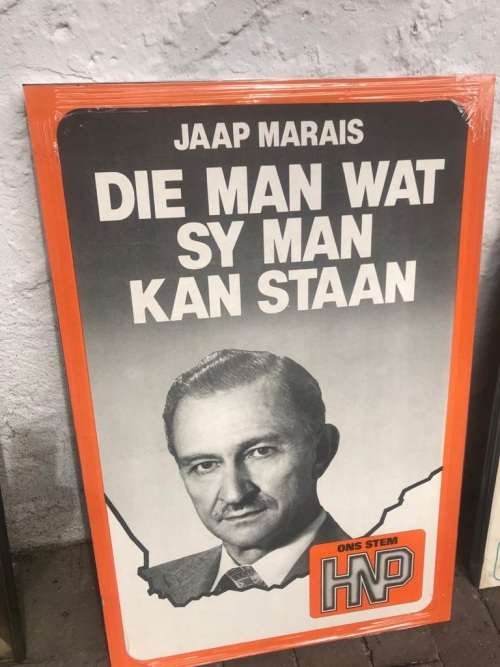 JAAP MARAIS
DIE MAN WAT
SY MAN
KAN STAAN
ONS STEM
HNP